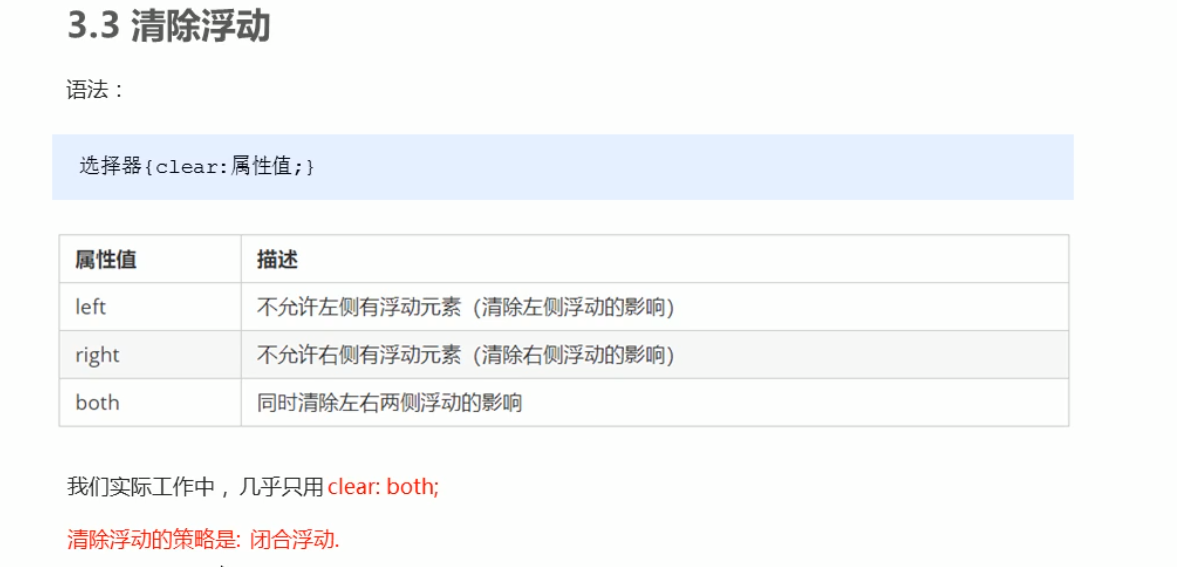 3.3 清除浮动
语法：
选择器{clear:属性值;}
属性值 描述
left 不允许左侧有浮动元素（清除左侧浮动的影响）
right 不允许右侧有浮动元素（清除右侧浮动的影响）
both 同时清除左右两侧浮动的影响
我们实际工作中，几乎只用 clear: both;
清除浮动的策略是: 闭合浮动.